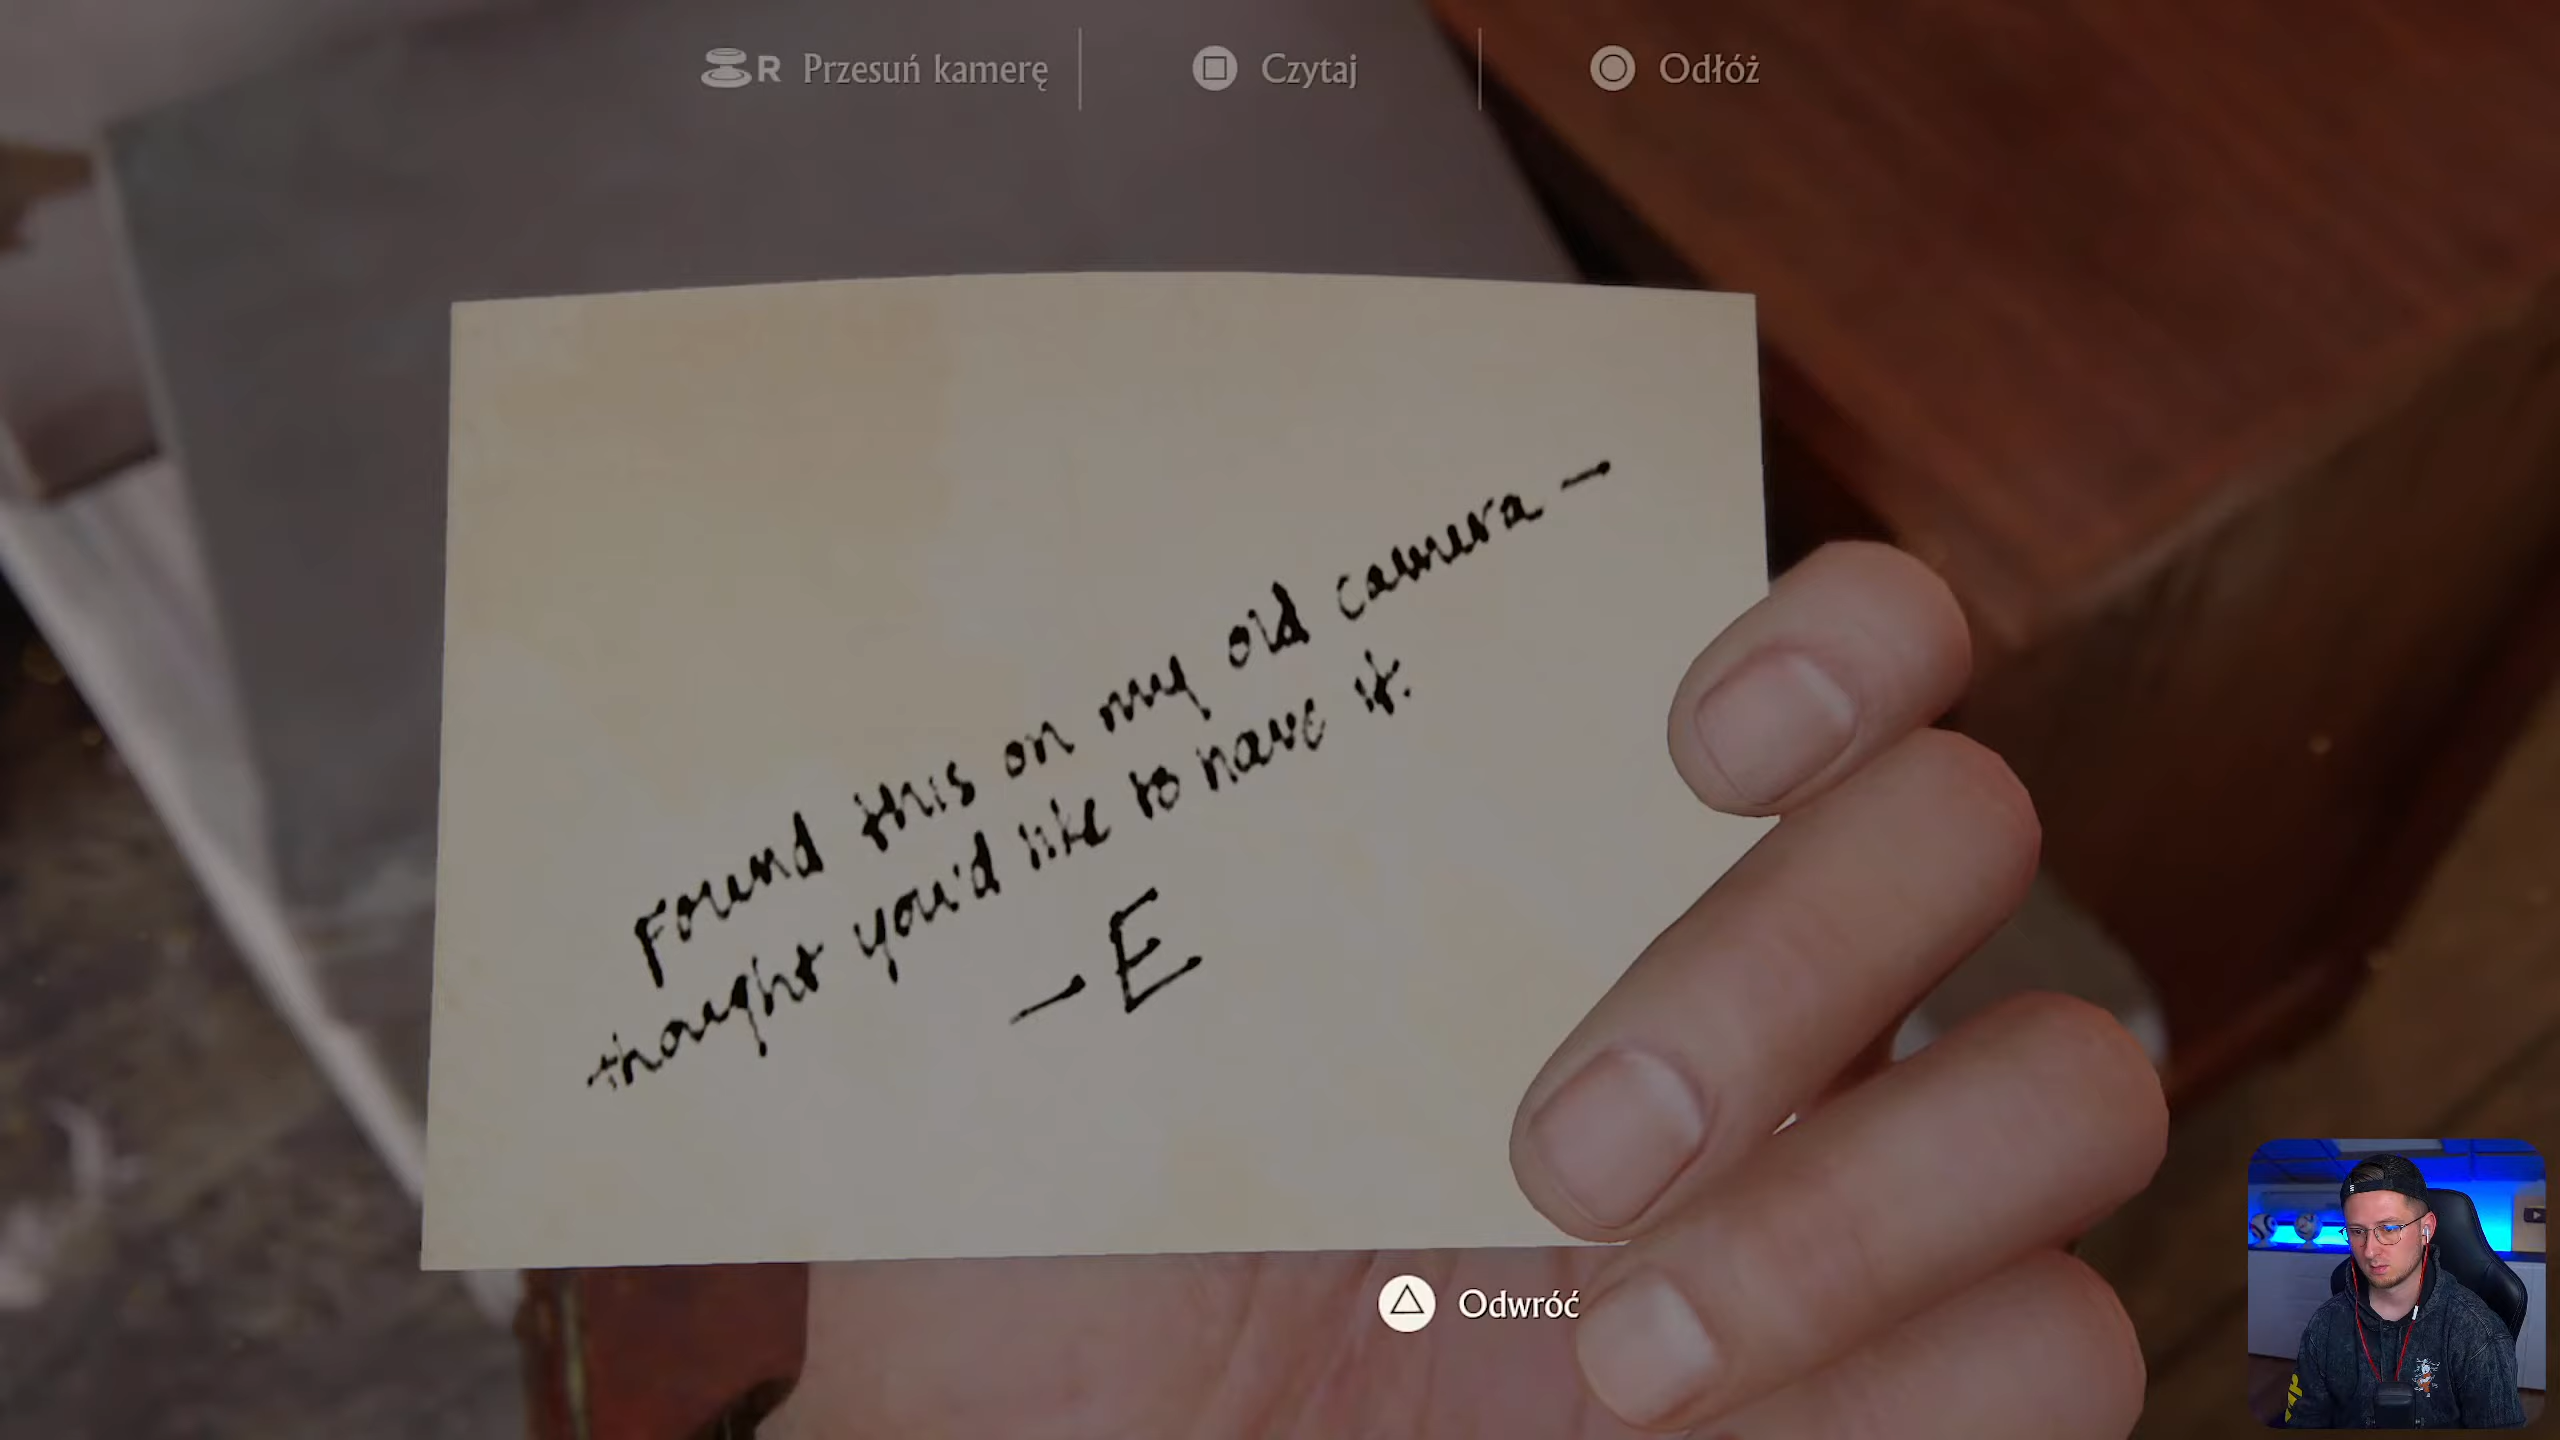 R Przesuń kamerę
Czytaj
Odłóż
Found this on my old camera –
thought you'd like to have it.
– E
Odwróć